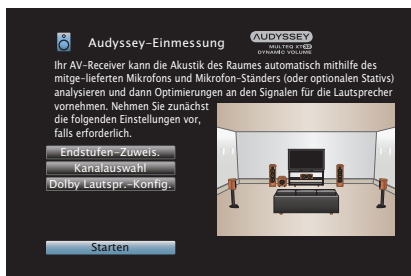 Audyssey-Einmessung
AUDYSSEY
MULTEQ XT32
DYNAMIC VOLUME
Ihr AV-Receiver kann die Akustik des Raumes automatisch mithilfe des
mitge-lieferten Mikrofons und Mikrofon-Ständers (oder optionalen Stativs)
analysieren und dann Optimierungen an den Signalen für die Lautsprecher
vornehmen. Nehmen Sie zunächst
die folgenden Einstellungen vor,
falls erforderlich.
Endstufen-Zuweis.
Kanalauswahl
Dolby Lautspr.-Konfig.
Starten